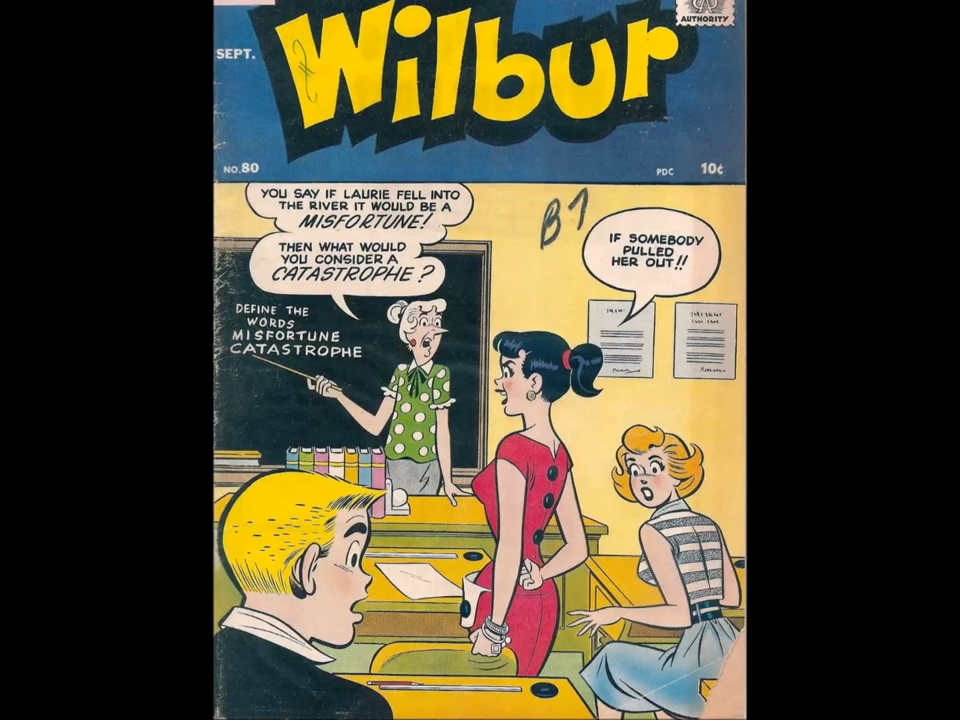 Wilbur
AUTHORITY
SEPT.
NO.80
PDC
10¢
YOU SAY IF LAURIE FELL INTO
THE RIVER IT WOULD BE A
MISFORTUNE!
THEN WHAT WOULD
YOU CONSIDER A
CATASTROPHE?
B7
IF SOMEBODY
PULLED
HER OUT!!
DEFINE THE
WORDS
MISFORTUNE
CATASTROPHE